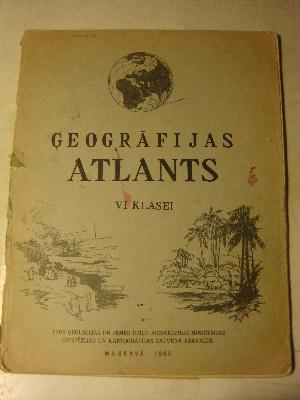 ĢEOGRĀFIJAS
ATLANTS
VI KLASEI
PSRS ĢEOLOĢIJAS UN ZEMES DZĪĻU AIZSARDZĪBAS MINISTRIJAS
ĢEODĒZIJAS UN KARTOGRĀFIJAS GALVENĀ PĀRVALDE
MASKAVĀ 1960